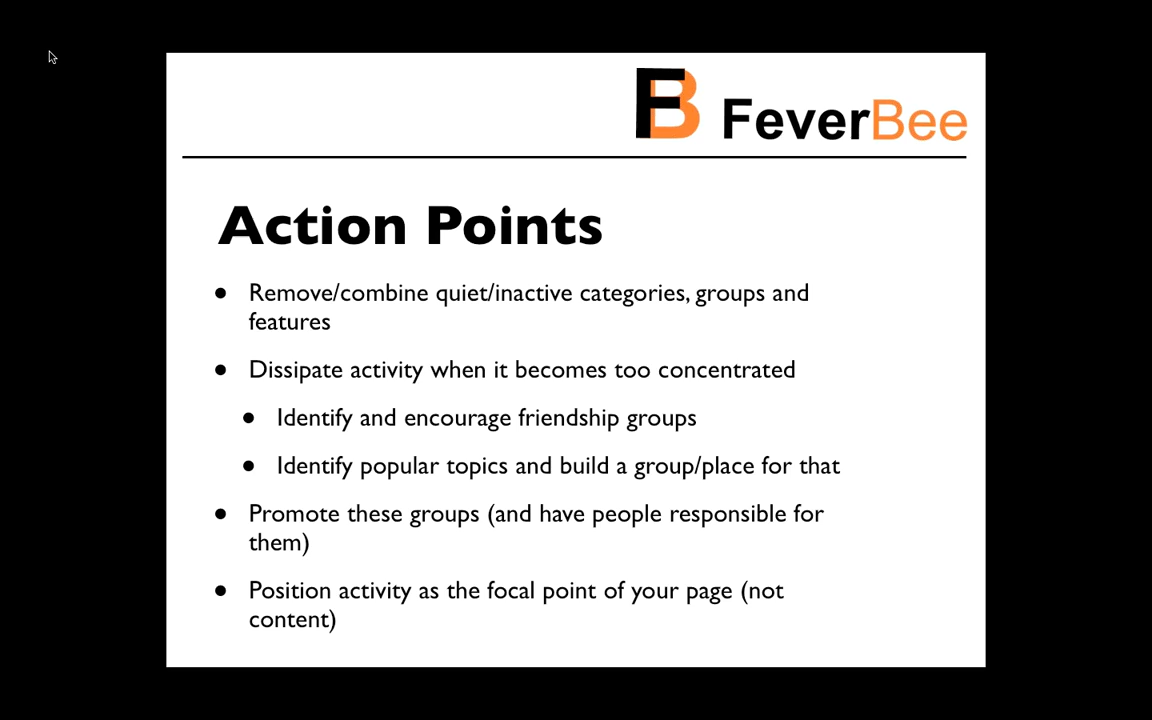 FB FeverBee
Action Points
● Remove/combine quiet/inactive categories, groups and
features
● Dissipate activity when it becomes too concentrated
● Identify and encourage friendship groups
● Identify popular topics and build a group/place for that
● Promote these groups (and have people responsible for
them)
● Position activity as the focal point of your page (not
content)